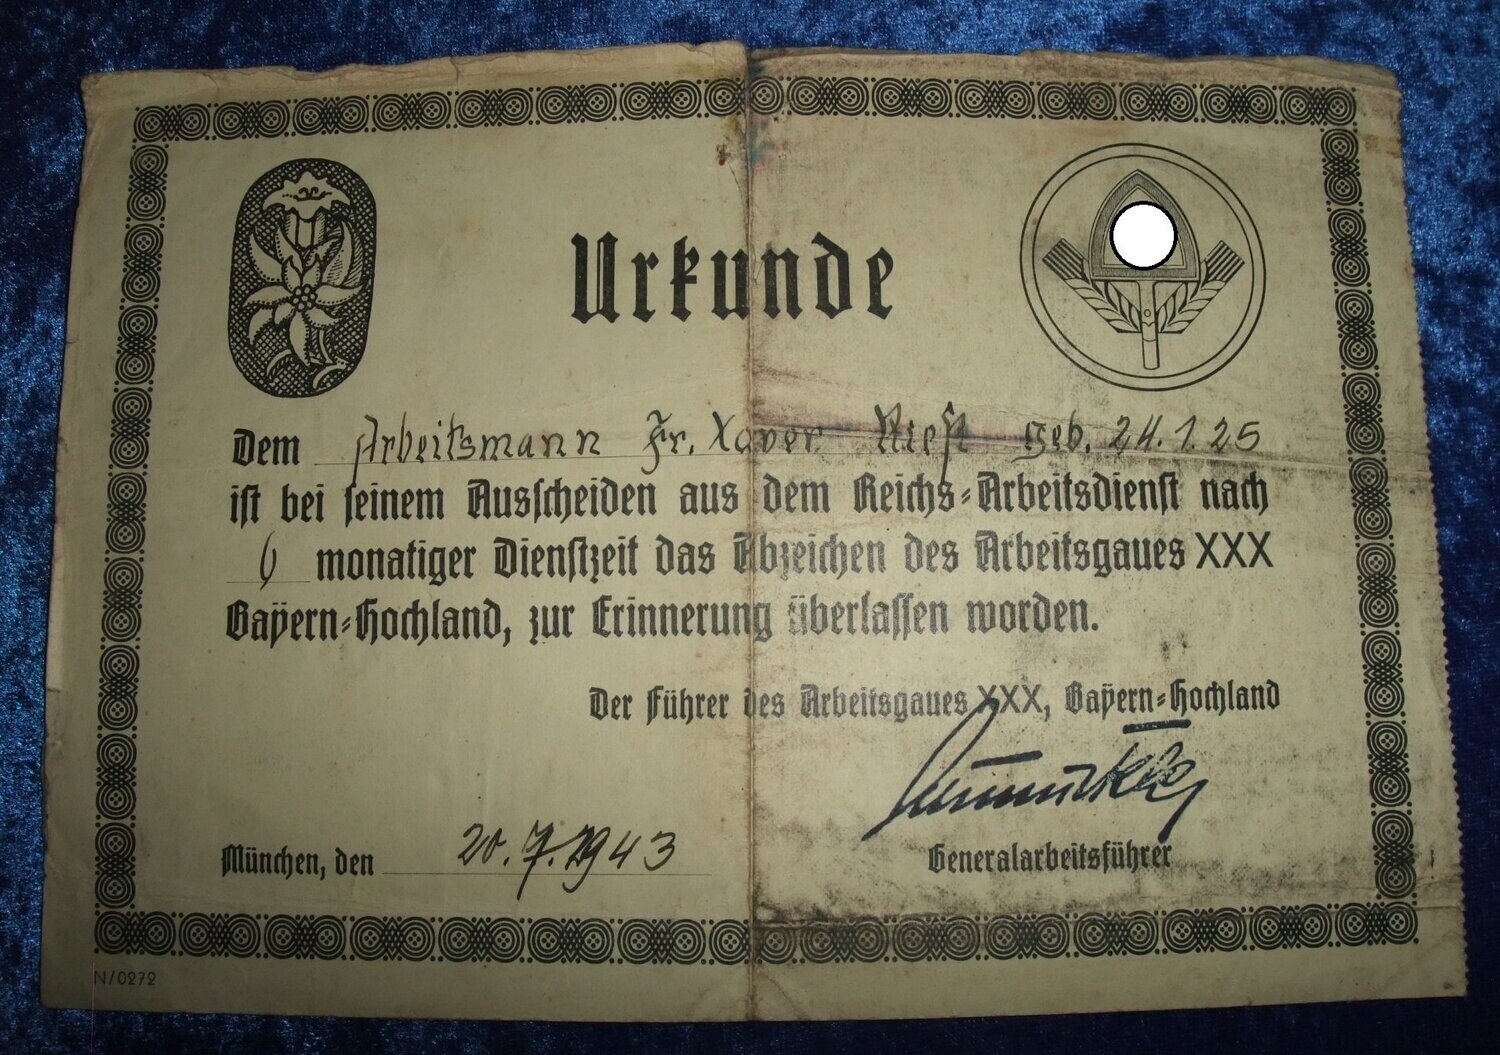 Urkunde
Dem Arbeitsmann Fr. Xaver Rieft geb. 24.1.25
ist bei seinem Ausscheiden aus dem Reichs-Arbeitsdienst nach
6 monatiger Dienstzeit das Abzeichen des Arbeitsgaues XXX
Bayern-Hochland, zur Erinnerung überlassen worden.
Der Führer des Arbeitsgaues XXX, Bayern-Hochland
München, den 20.7.1943
Generalarbeitsführer
N/0272